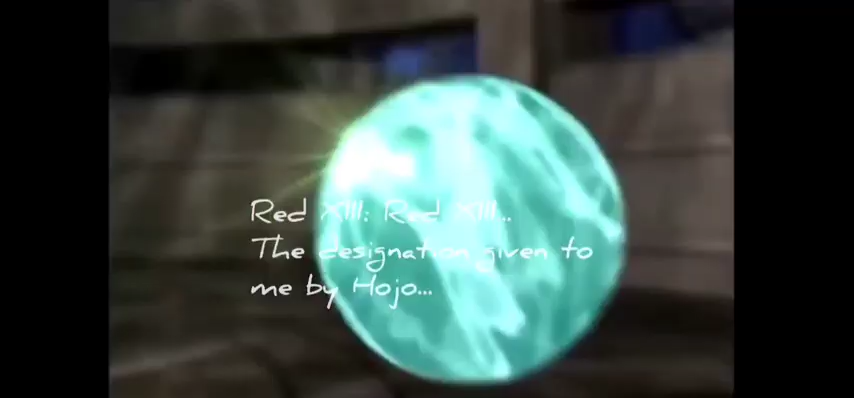 Red XIII: Red XIII...
The designation given to
me by Hojo...